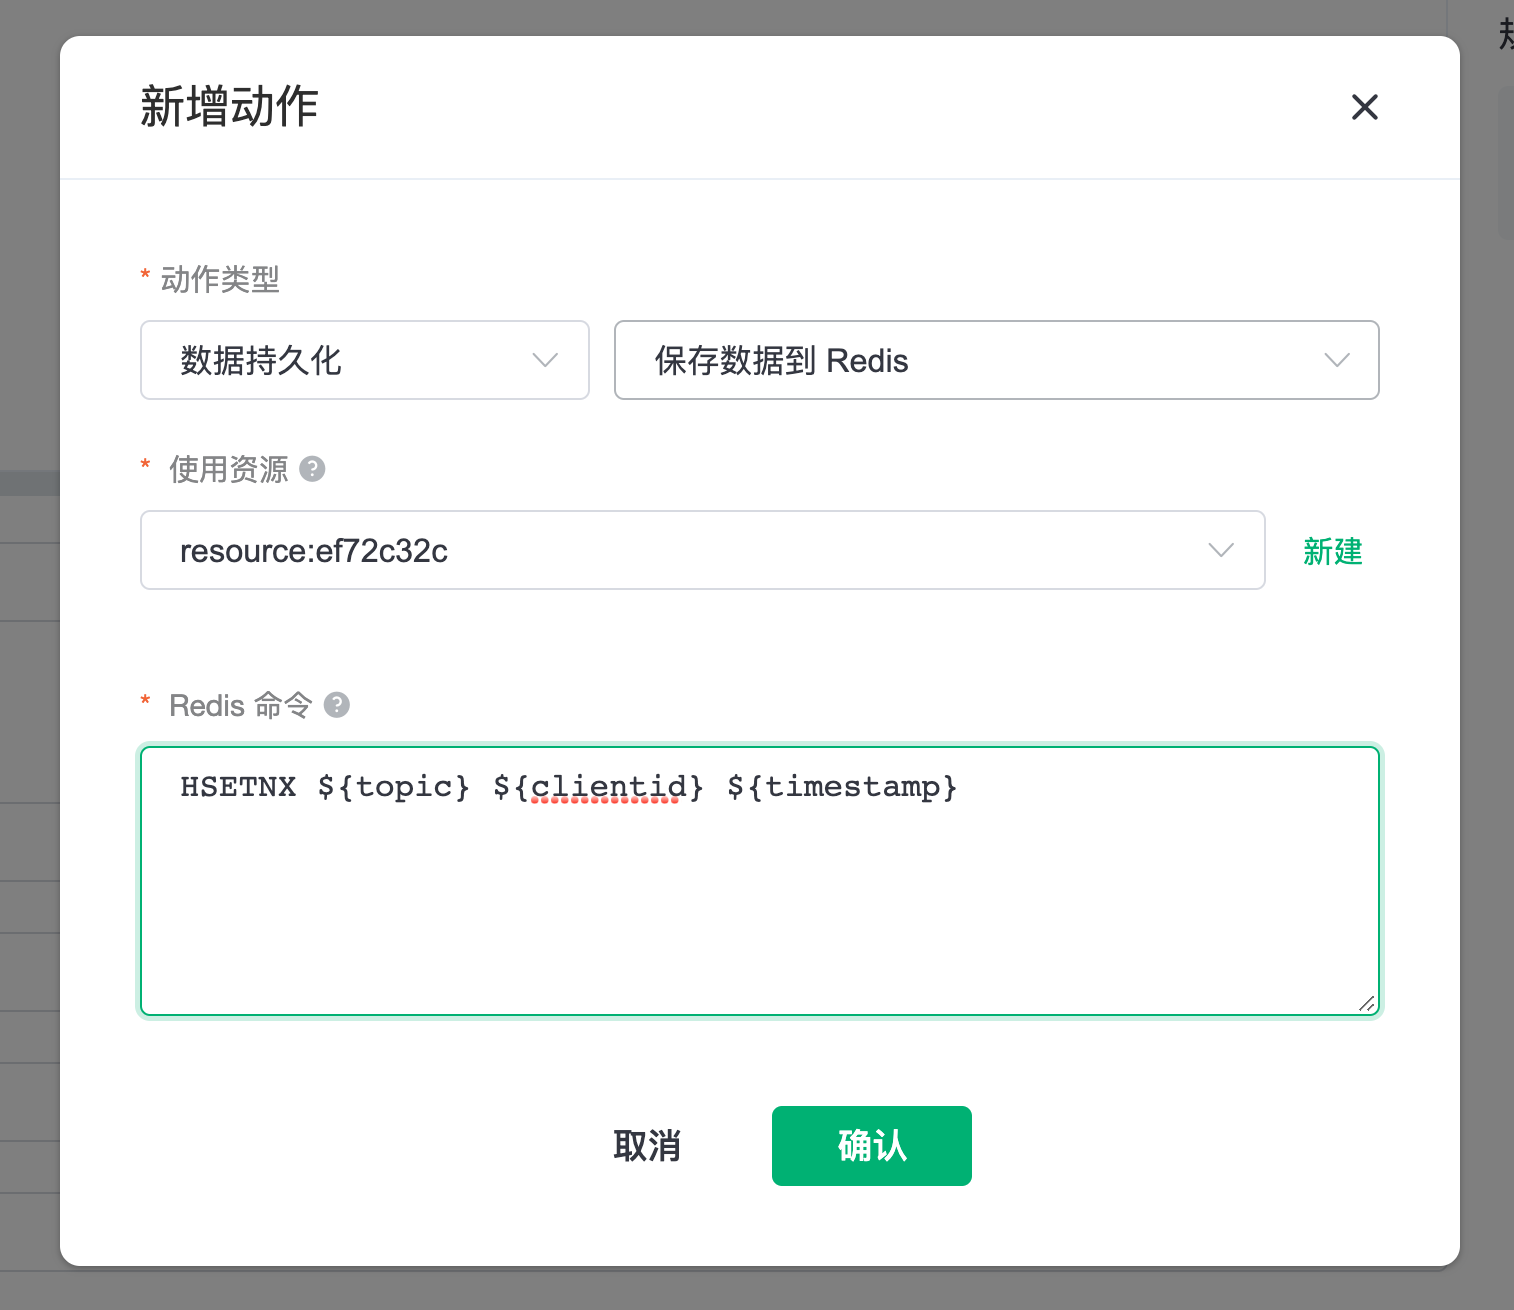 新增动作
* 动作类型
数据持久化
保存数据到 Redis
* 使用资源 ?
resource:ef72c32c
新建
* Redis 命令 ?
HSETNX ${topic} ${clientid} ${timestamp}
取消
确认